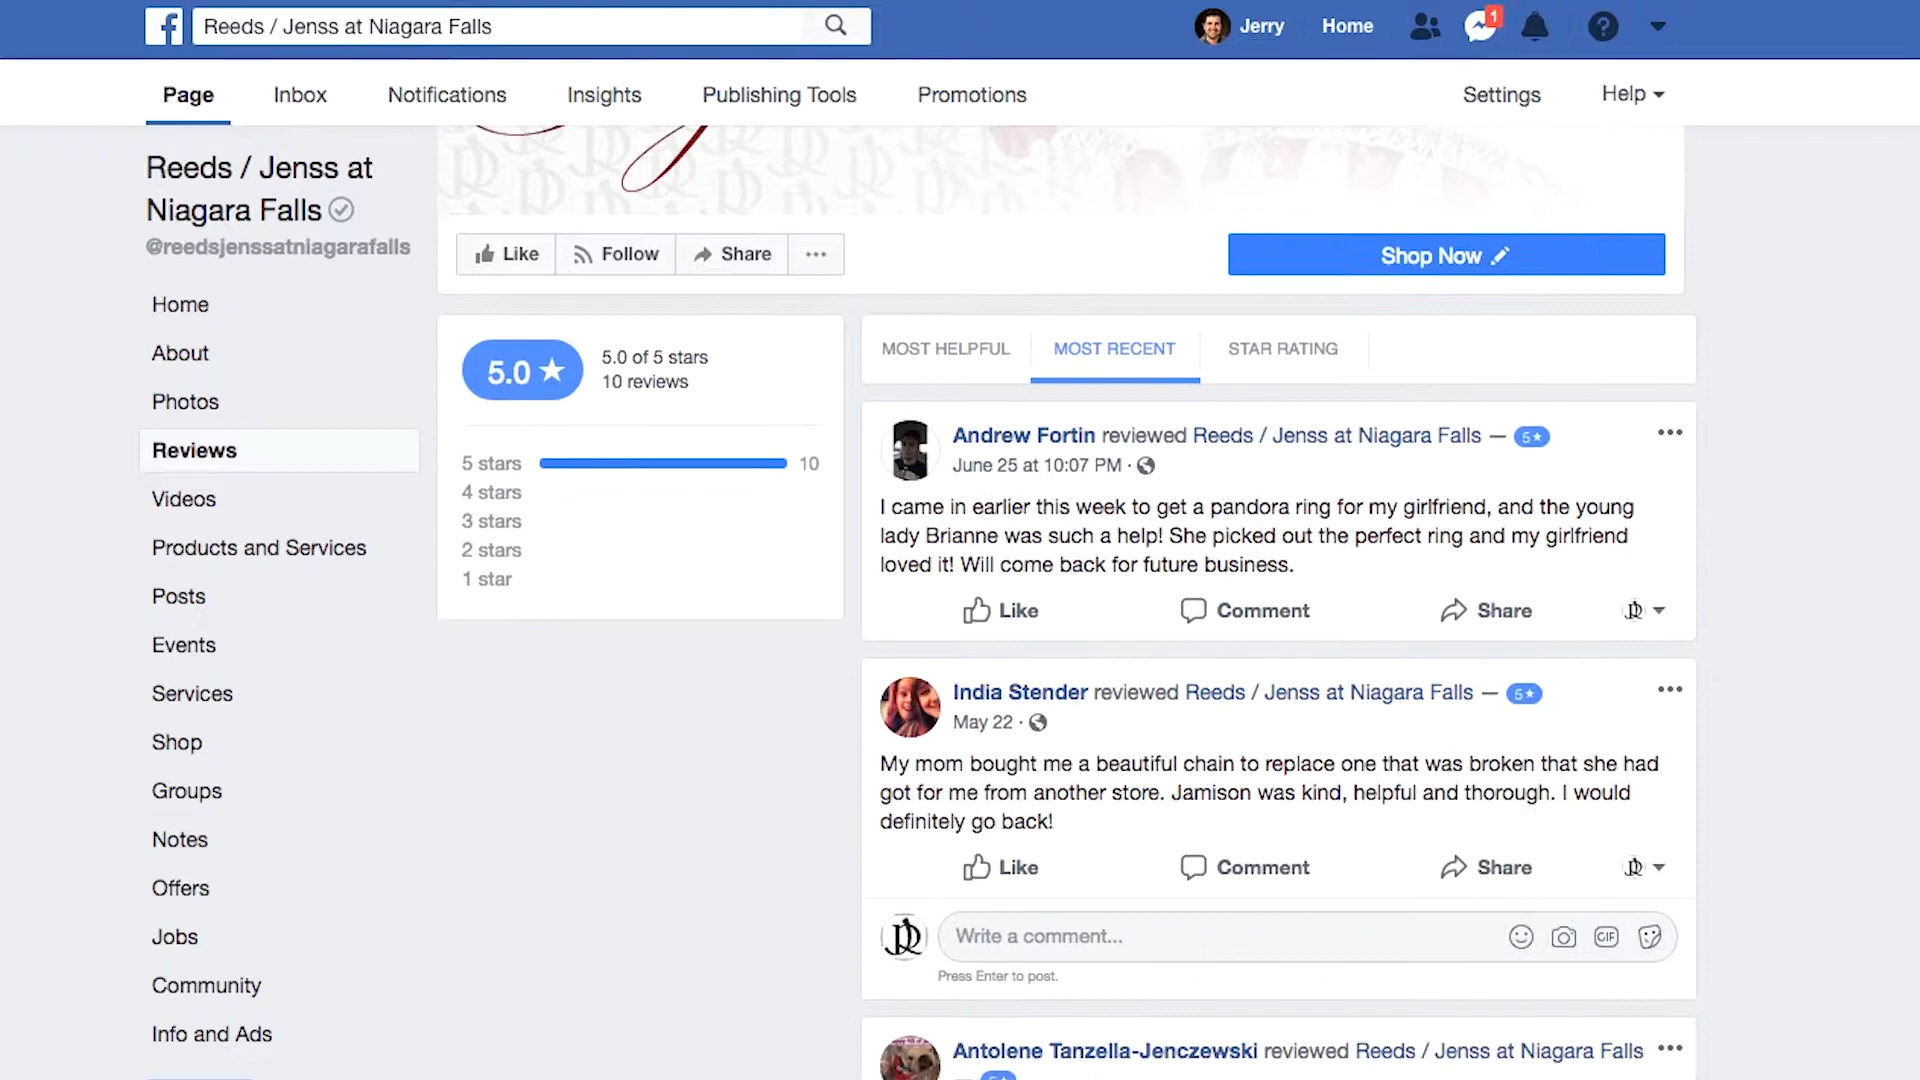 Reeds / Jenss at Niagara Falls
Jerry
Home
1
Page
Inbox
Notifications
Insights
Publishing Tools
Promotions
Settings
Help
Reeds / Jenss at
Niagara Falls
@reedsjenssatniagarafalls
Home
About
Photos
Reviews
Videos
Products and Services
Posts
Events
Services
Shop
Groups
Notes
Offers
Jobs
Community
Info and Ads
Like
Follow
Share
Shop Now
5.0 ★
5.0 of 5 stars
10 reviews
5 stars 10
4 stars
3 stars
2 stars
1 star
MOST HELPFUL
MOST RECENT
STAR RATING
Andrew Fortin reviewed Reeds / Jenss at Niagara Falls — 5★
June 25 at 10:07 PM ·
I came in earlier this week to get a pandora ring for my girlfriend, and the young
lady Brianne was such a help! She picked out the perfect ring and my girlfriend
loved it! Will come back for future business.
Like
Comment
Share
India Stender reviewed Reeds / Jenss at Niagara Falls — 5★
May 22 ·
My mom bought me a beautiful chain to replace one that was broken that she had
got for me from another store. Jamison was kind, helpful and thorough. I would
definitely go back!
Like
Comment
Share
Write a comment...
GIF
Press Enter to post.
Antolene Tanzella-Jenczewski reviewed Reeds / Jenss at Niagara Falls
— 5★